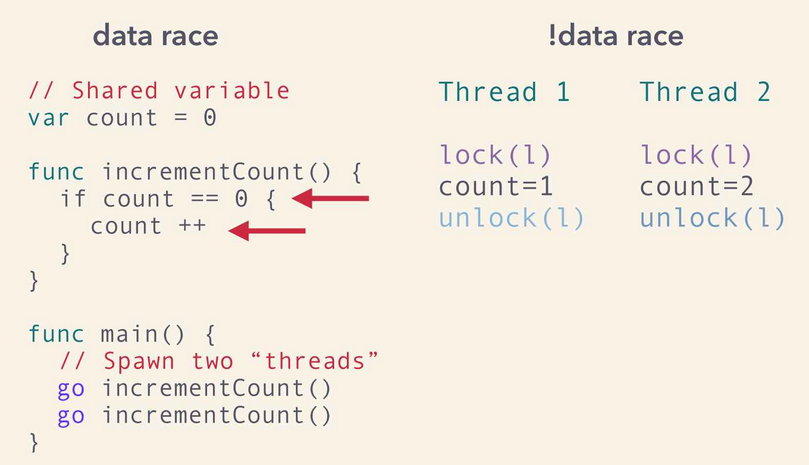 data race
// Shared variable
var count = 0
func incrementCount() {
if count == 0 {
count ++
}
}
func main() {
// Spawn two “threads”
go incrementCount()
go incrementCount()
}
!data race
Thread 1
lock(l)
count=1
unlock(l)
Thread 2
lock(l)
count=2
unlock(l)